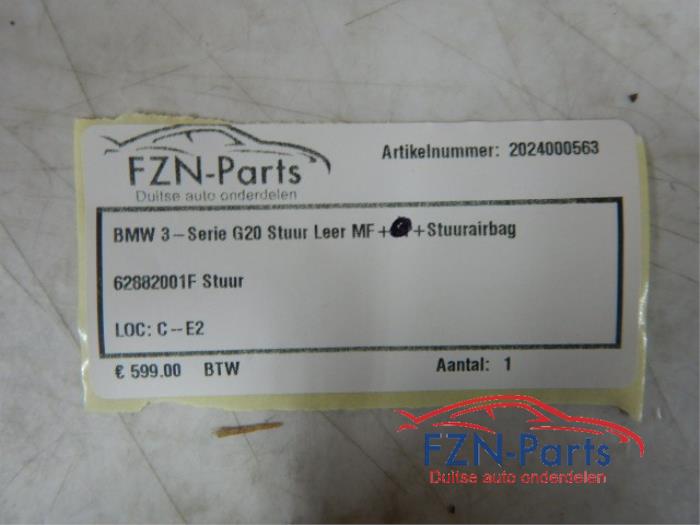 FZN-Parts
Duitse auto onderdelen
Artikelnummer: 2024000563
BMW 3-Serie G20 Stuur Leer MF+ +Stuurairbag
62882001F Stuur
LOC: C-E2
€ 599.00 BTW Aantal: 1
FZN-Parts
Duitse auto onderdelen